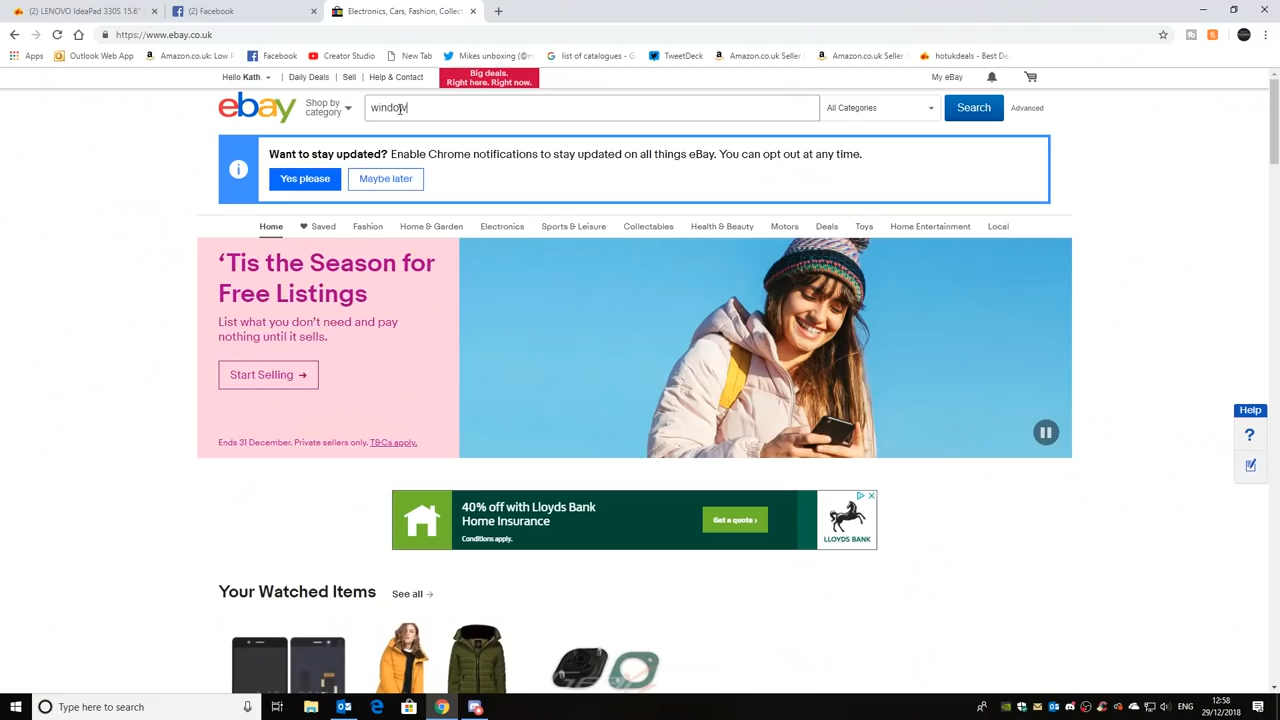 (2) LENOVO IdeaPad 330S 15.6"
(2) Facebook
Electronics, Cars, Fashion, Collect
https://www.ebay.co.uk
Apps
Outlook Web App
Amazon.co.uk: Low P
Facebook
Creator Studio
New Tab
Mikes unboxing (@m
list of catalogues - G
TweetDeck
Amazon.co.uk Seller
Amazon.co.uk Seller
hotukdeals - Best De
Hello Kath.
Daily Deals
Sell
Help & Contact
Big deals.
Right here. Right now.
My eBay
ebay
Shop by
category
window
All Categories
Search
Advanced
Want to stay updated? Enable Chrome notifications to stay updated on all things eBay. You can opt out at any time.
Yes please
Maybe later
Home
Saved
Fashion
Home & Garden
Electronics
Sports & Leisure
Collectables
Health & Beauty
Motors
Deals
Toys
Home Entertainment
Local
'Tis the Season for
Free Listings
List what you don't need and pay
nothing until it sells.
Start Selling →
Ends 31 December. Private sellers only. T&Cs apply.
Help
?
40% off with Lloyds Bank
Home Insurance
Conditions apply.
Get a quote ›
LLOYDS BANK
Your Watched Items
See all →
Type here to search
ENG
12:58
29/12/2018